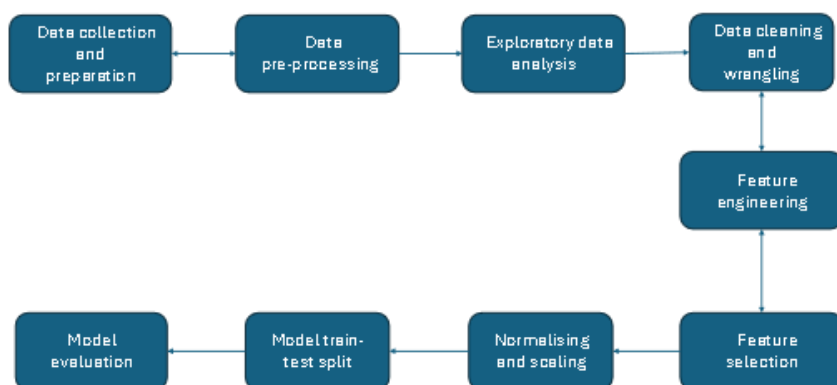 Data collection
and
preparation
Data
pre-processing
Exploratory data
analysis
Data cleaning
and
wrangling
Feature
engineering
Feature
selection
Normalising
and scaling
Model train-
test split
Model
evaluation